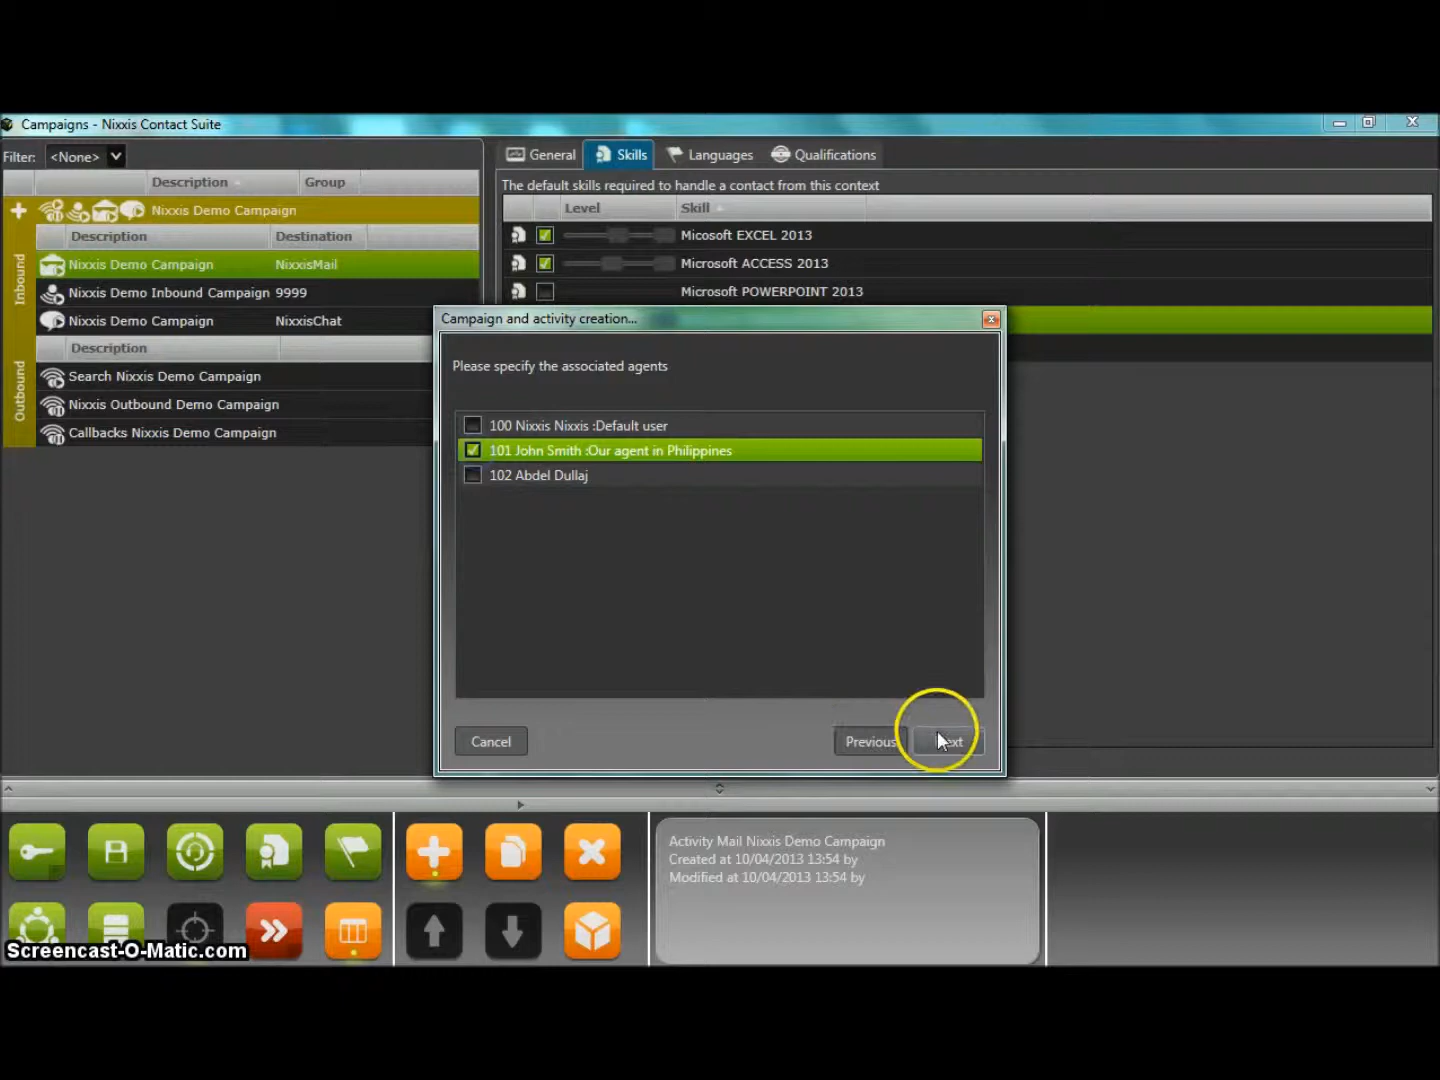 Campaigns - Nixxis Contact Suite
Filter: <None>
Description Group
Nixxis Demo Campaign
Description Destination
Nixxis Demo Campaign NixxisMail
Nixxis Demo Inbound Campaign 9999
Nixxis Demo Campaign NixxisChat
Inbound
Description
Search Nixxis Demo Campaign
Nixxis Outbound Demo Campaign
Callbacks Nixxis Demo Campaign
Outbound
General Skills Languages Qualifications
The default skills required to handle a contact from this context
Level Skill
Micosoft EXCEL 2013
Microsoft ACCESS 2013
Microsoft POWERPOINT 2013
Campaign and activity creation...
Please specify the associated agents
100 Nixxis Nixxis :Default user
101 John Smith :Our agent in Philippines
102 Abdel Dullaj
Cancel Previous
Activity Mail Nixxis Demo Campaign
Created at 10/04/2013 13:54 by
Modified at 10/04/2013 13:54 by
Screencast-O-Matic.com